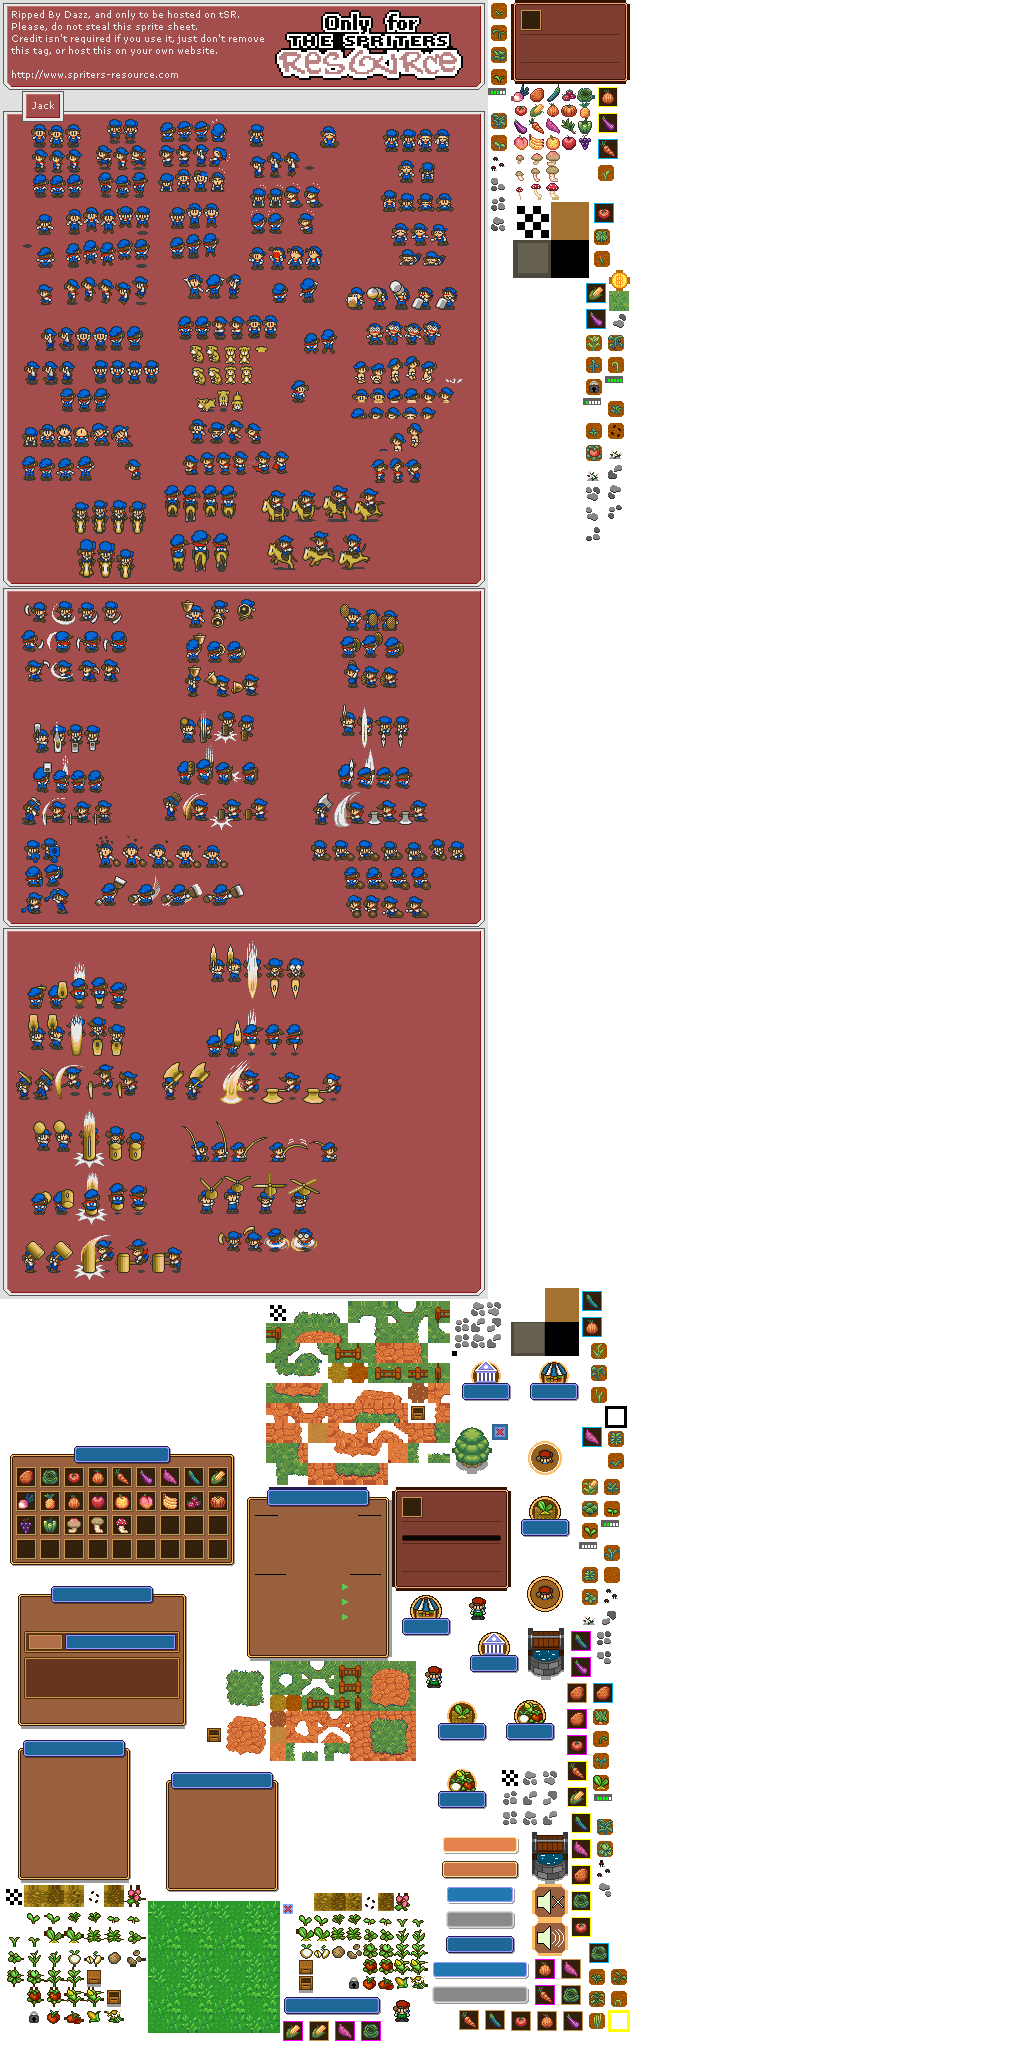 Ripped By Dazz, and only to be hosted on tSR.
Please, do not steal this sprite sheet.
Credit isn't required if you use it, just don't remove
this tag, or host this on your own website.
http://www.spriters-resource.com
Only for
THE SPRITERS
RESOURCE
Jack